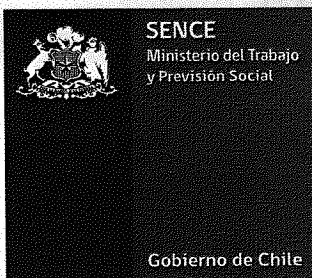 SENCE
Ministerio del Trabajo
y Previsión Social
Gobierno de Chile